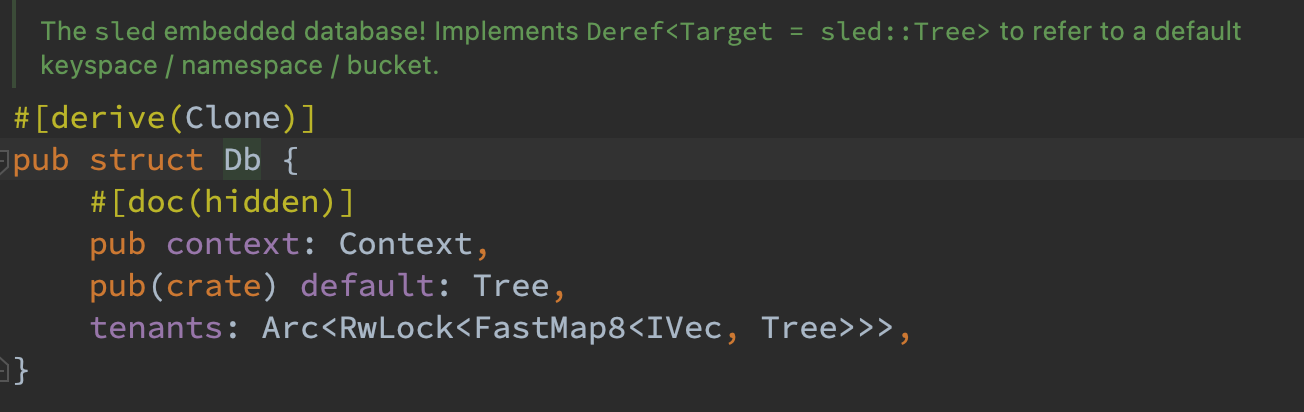 The sled embedded database! Implements Deref<Target = sled::Tree> to refer to a default
keyspace / namespace / bucket.
#[derive(Clone)]
pub struct Db {
    #[doc(hidden)]
    pub context: Context,
    pub(crate) default: Tree,
    tenants: Arc<RwLock<FastMap8<IVec, Tree>>>,
}